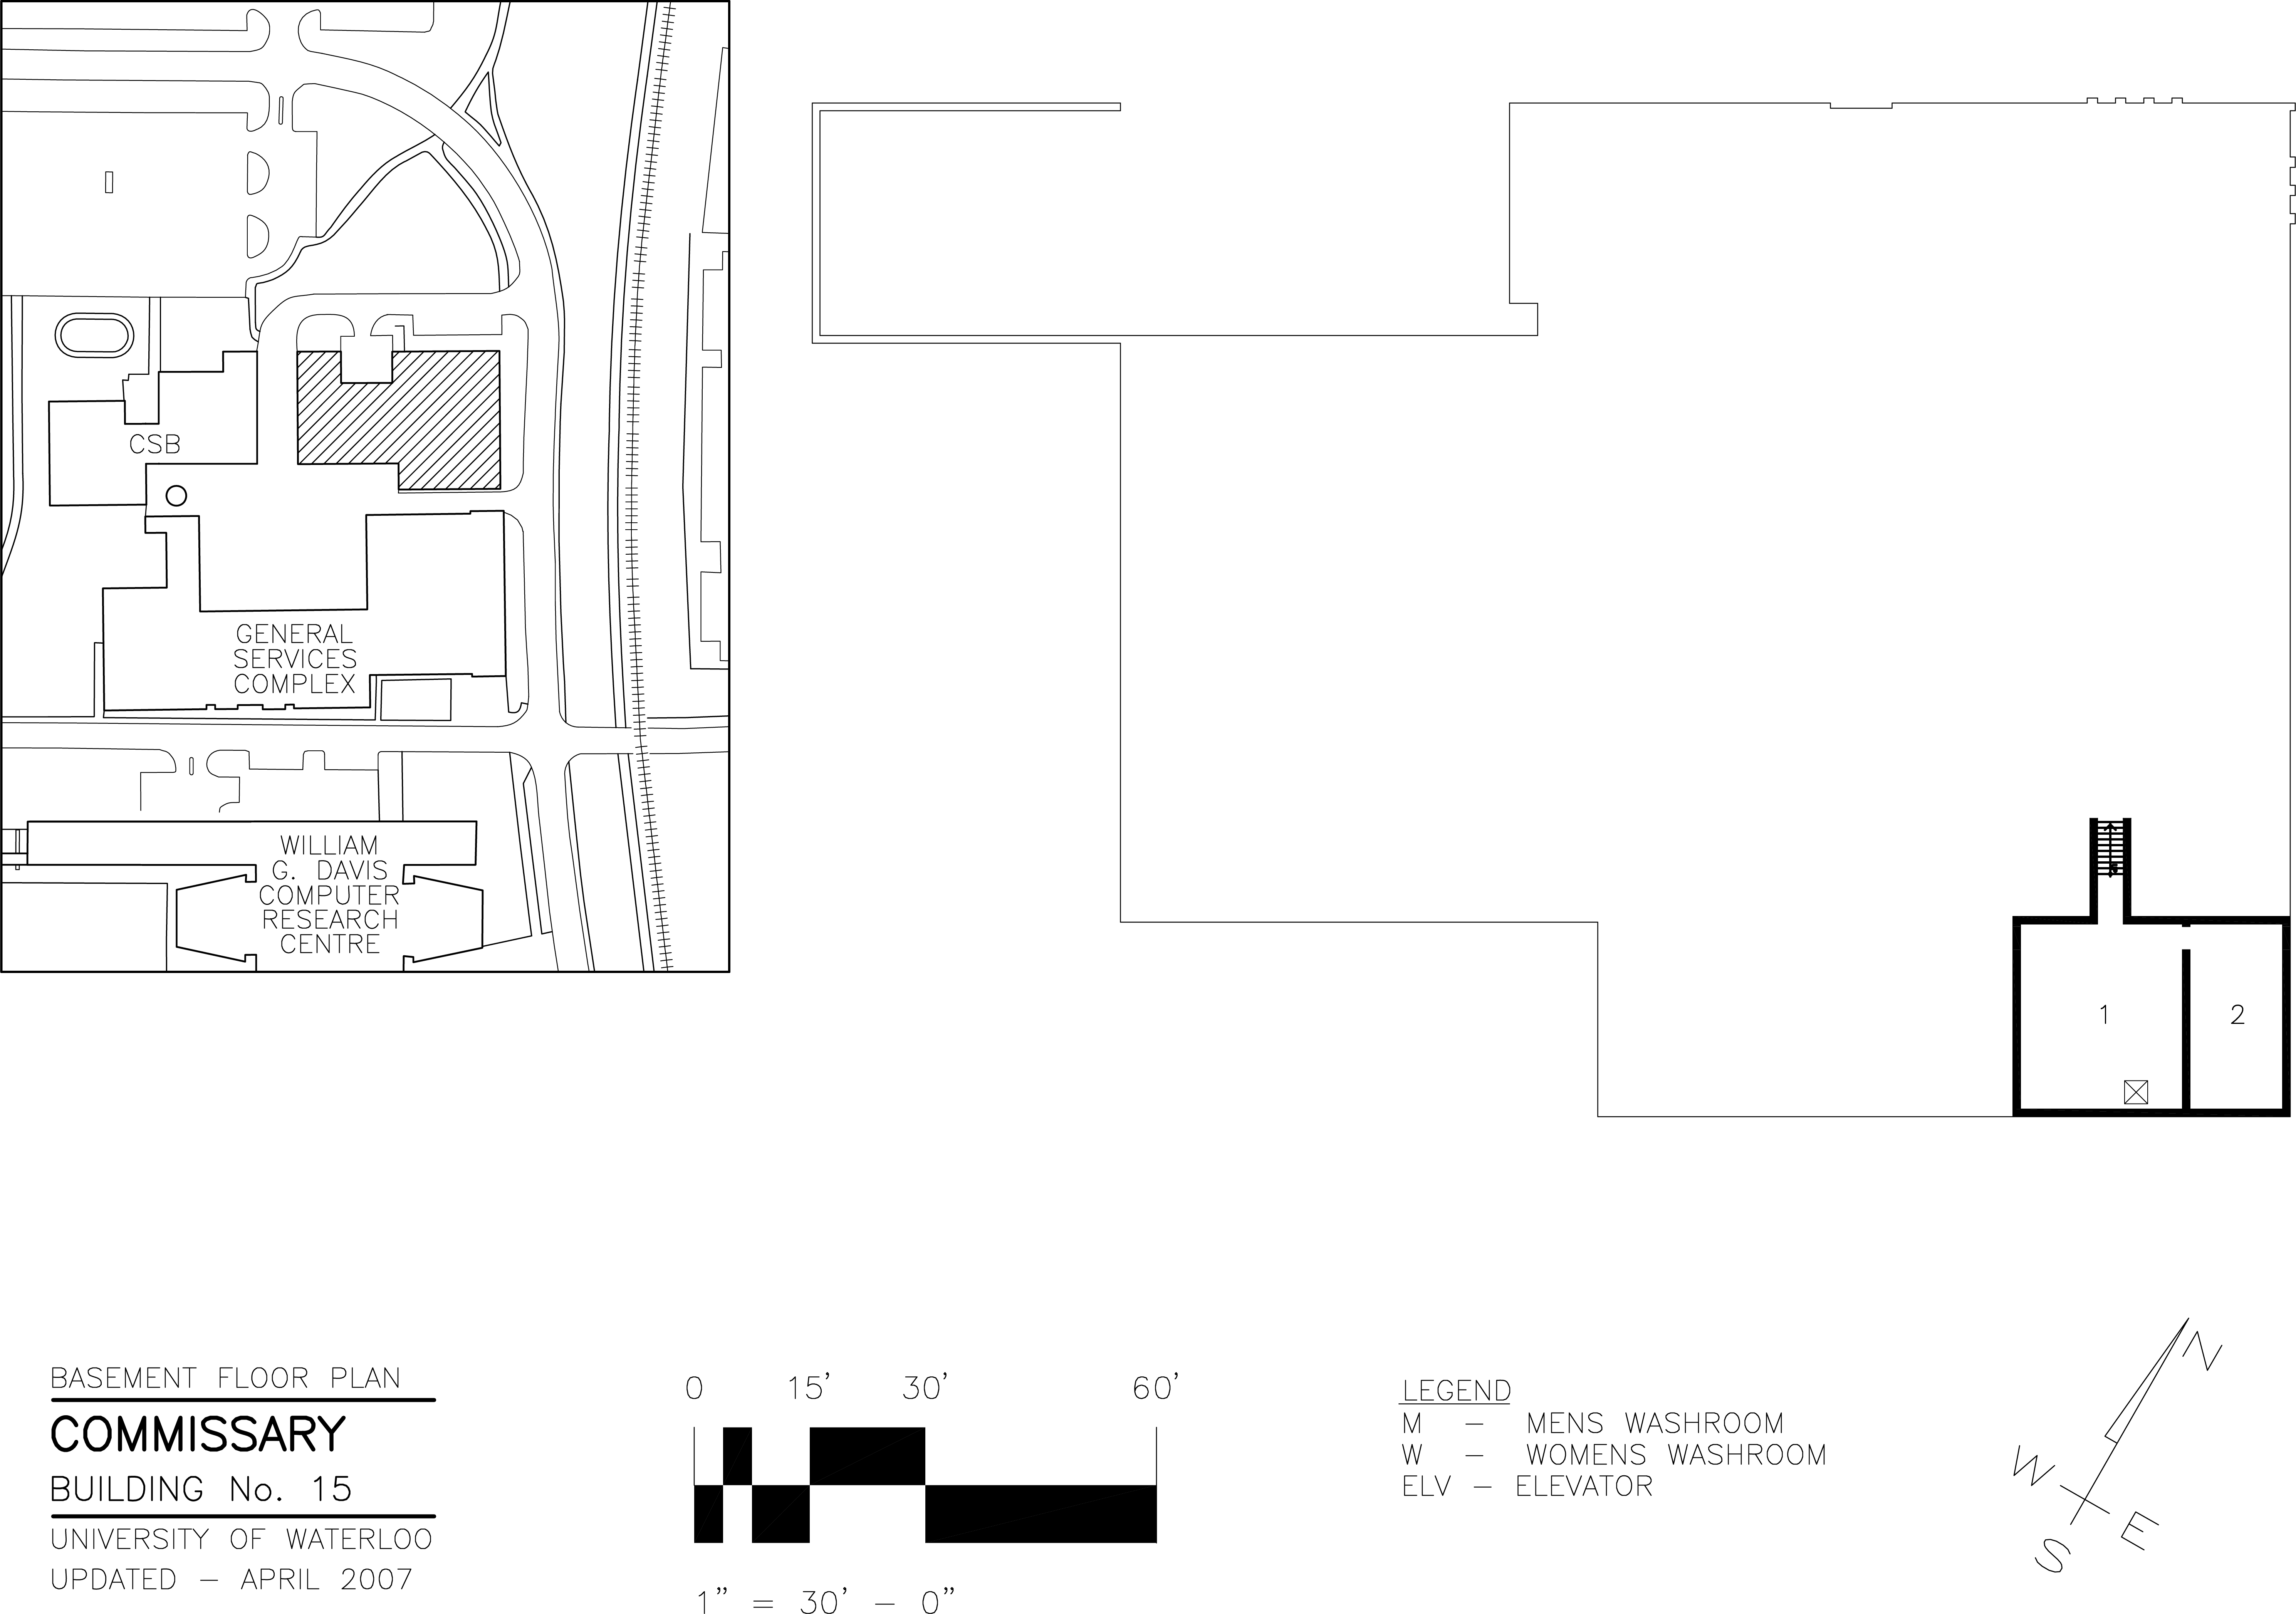 CSB
GENERAL
SERVICES
COMPLEX
WILLIAM
G. DAVIS
COMPUTER
RESEARCH
CENTRE
1
2
BASEMENT FLOOR PLAN
COMMISSARY
BUILDING No. 15
UNIVERSITY OF WATERLOO
UPDATED – APRIL 2007
0 15’ 30’ 60’
1” = 30’ – 0”
LEGEND
M – MENS WASHROOM
W – WOMENS WASHROOM
ELV – ELEVATOR
N
W
E
S